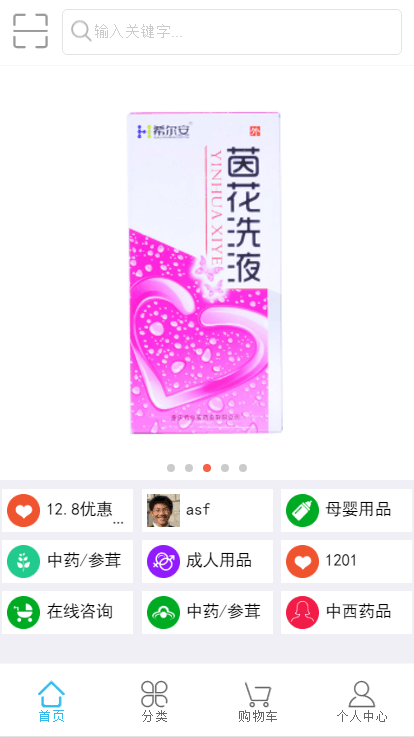 输入关键字...
希尔安
外
茵花洗液
YINHUA XIYE
12.8优惠...
asf
母婴用品
中药/参茸
成人用品
1201
在线咨询
中药/参茸
中西药品
首页
分类
购物车
个人中心